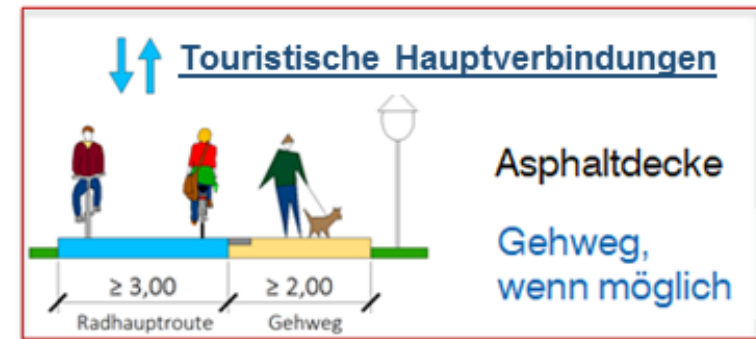 Touristische Hauptverbindungen
Asphaltdecke
Gehweg,
wenn möglich
≥ 3,00
≥ 2,00
Radhauptroute
Gehweg